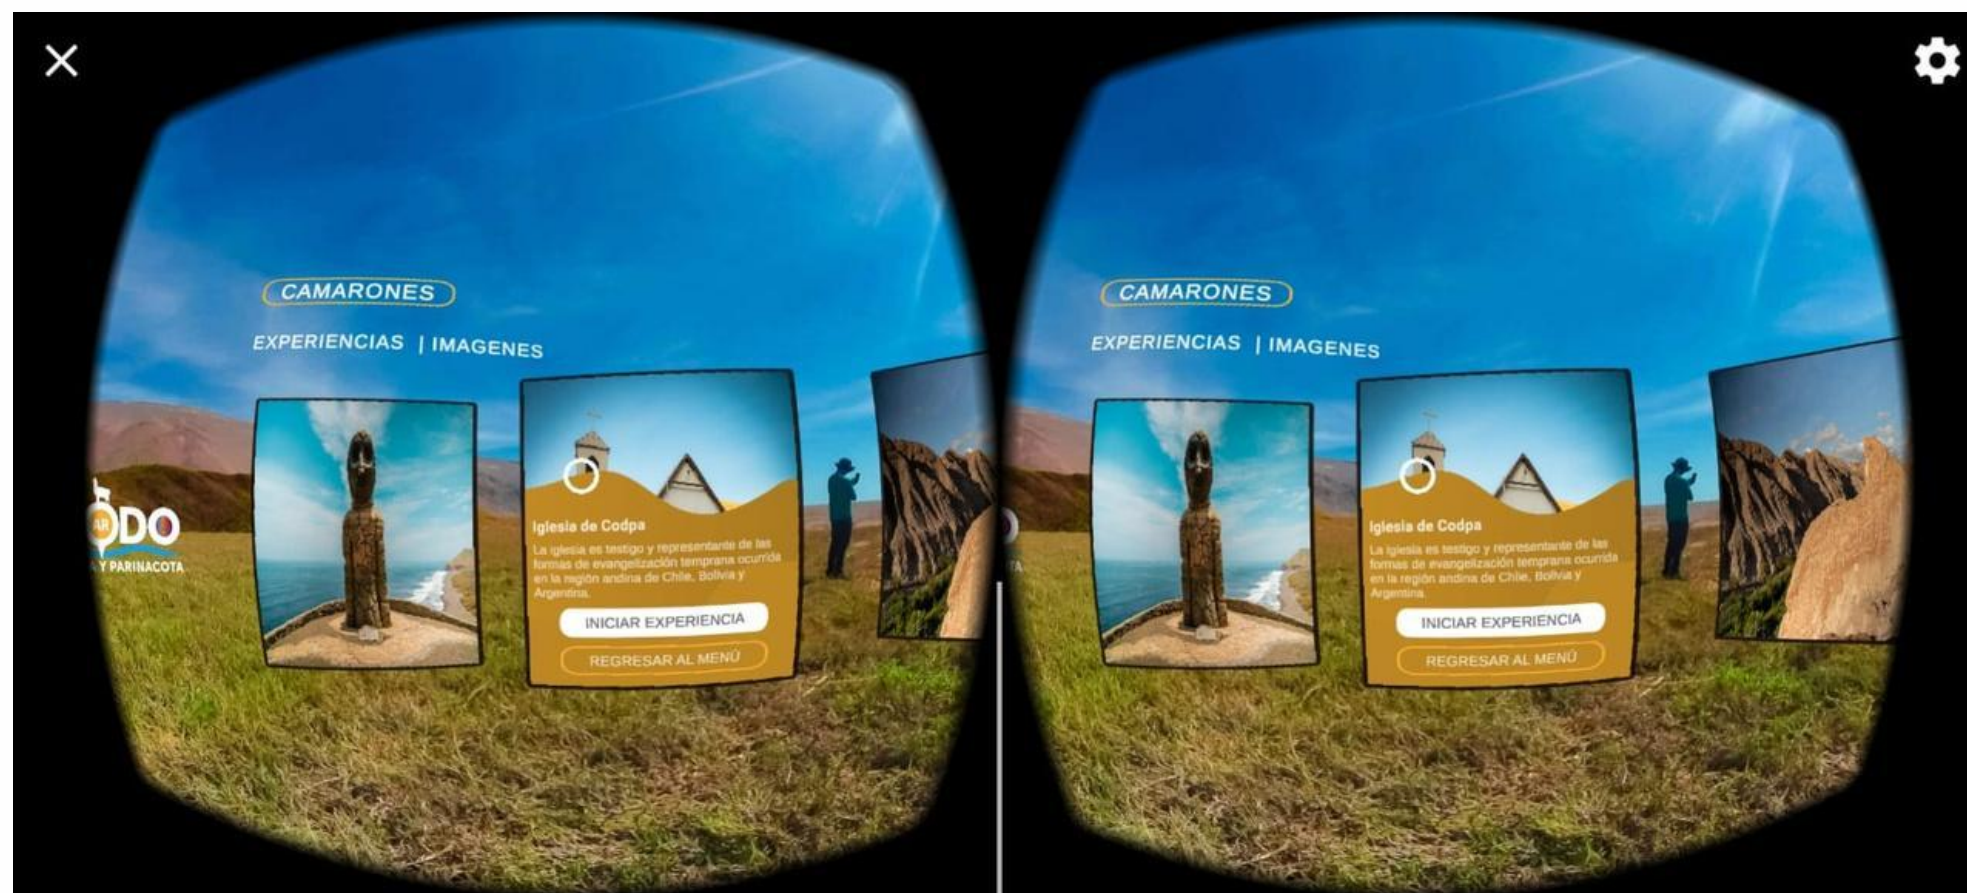 CAMARONES
EXPERIENCIAS | IMAGENES
Iglesia de Codpa
La iglesia es testigo y representante de las
formas de evangelización temprana ocurrida
en la región andina de Chile, Bolivia y
Argentina.
INICIAR EXPERIENCIA
REGRESAR AL MENÚ
AR
ODO
Y PARINACOTA
CAMARONES
EXPERIENCIAS | IMAGENES
Iglesia de Codpa
La iglesia es testigo y representante de las
formas de evangelización temprana ocurrida
en la región andina de Chile, Bolivia y
Argentina.
INICIAR EXPERIENCIA
REGRESAR AL MENÚ